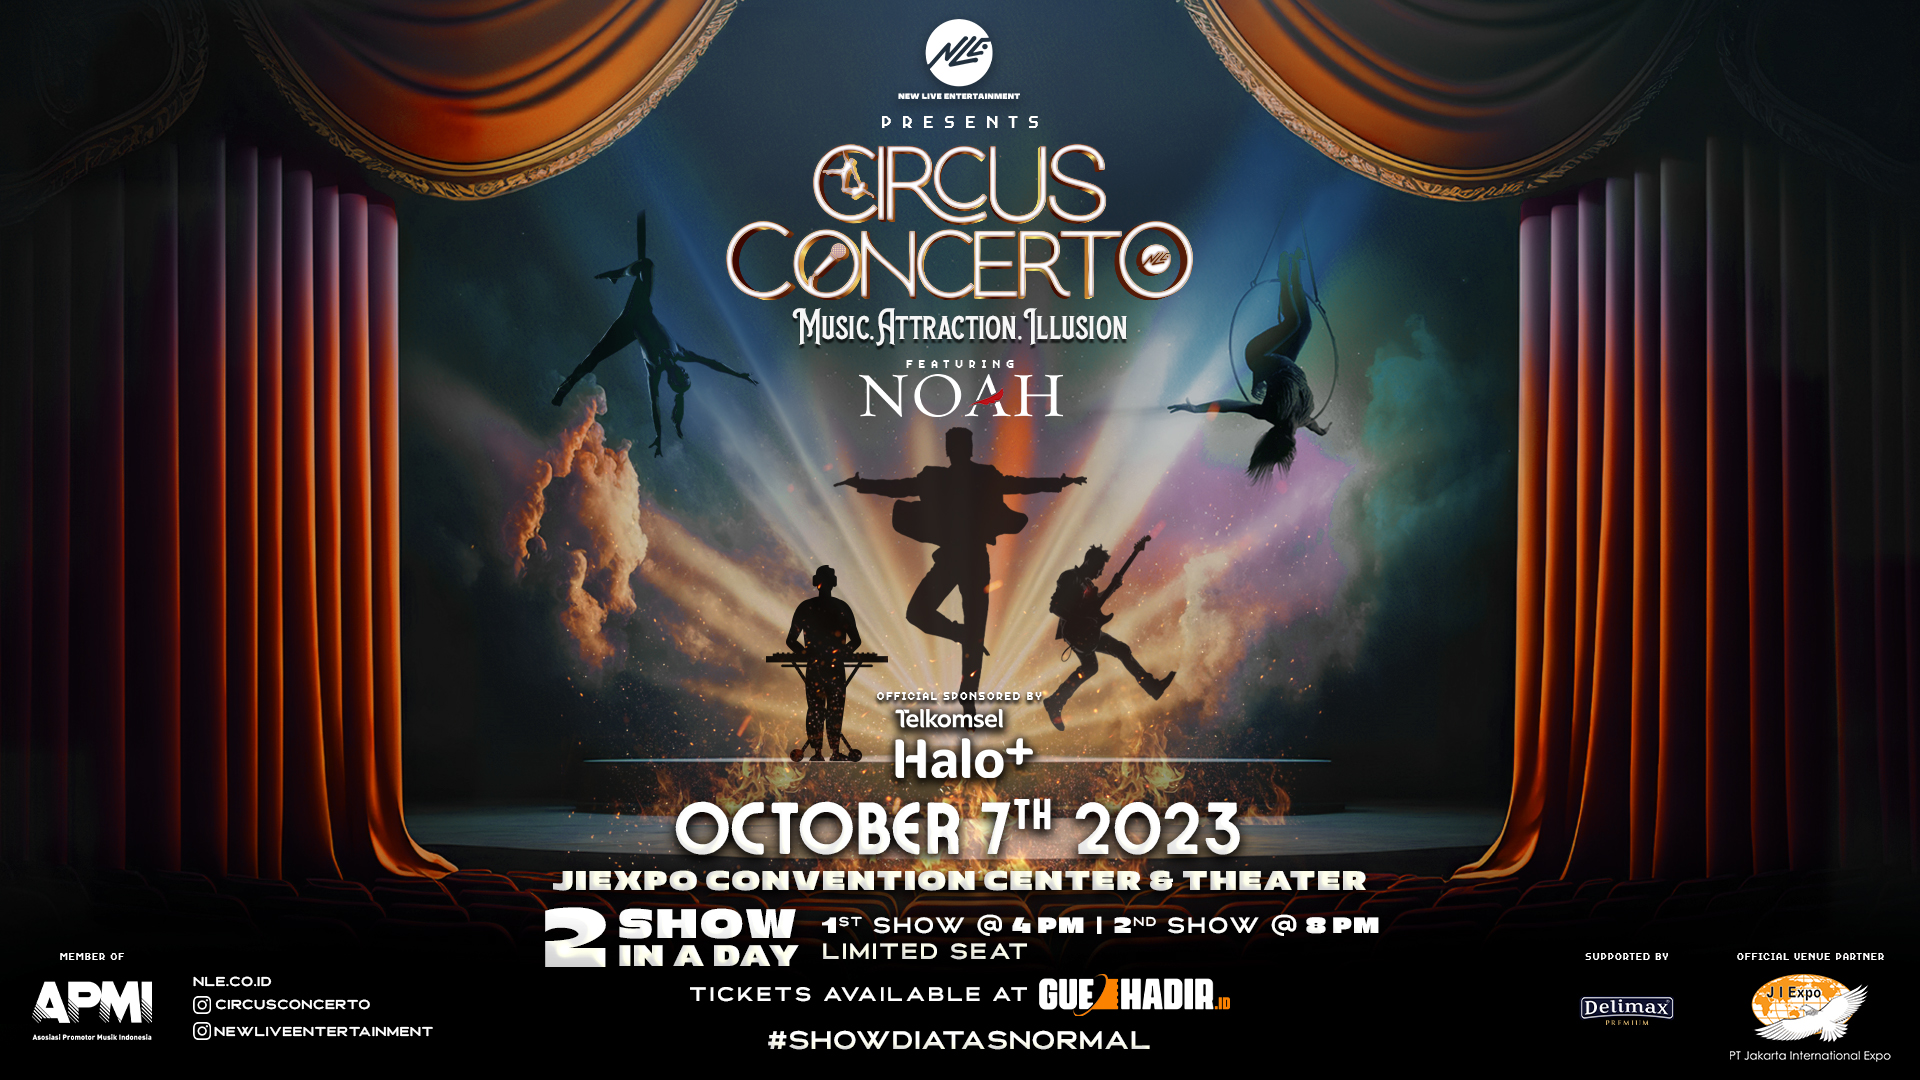 NLE
NEW LIVE ENTERTAINMENT
PRESENTS
CIRCUS
CONCERTO
NLE
MUSIC. ATTRACTION. ILLUSION
FEATURING
NOAH
OFFICIAL SPONSORED BY
Telkomsel
Halo+
OCTOBER 7TH 2023
JIEXPO CONVENTION CENTER & THEATER
2 SHOW IN A DAY
1ST SHOW @ 4 PM | 2ND SHOW @ 8 PM
LIMITED SEAT
TICKETS AVAILABLE AT GUEHADIR.ID
#SHOWDIATASNORMAL
MEMBER OF
APMI
Asosiasi Promotor Musik Indonesia
NLE.CO.ID
CIRCUSCONCERTO
NEWLIVEENTERTAINMENT
SUPPORTED BY
Delimax
PREMIUM
OFFICIAL VENUE PARTNER
JI Expo
PT Jakarta International Expo